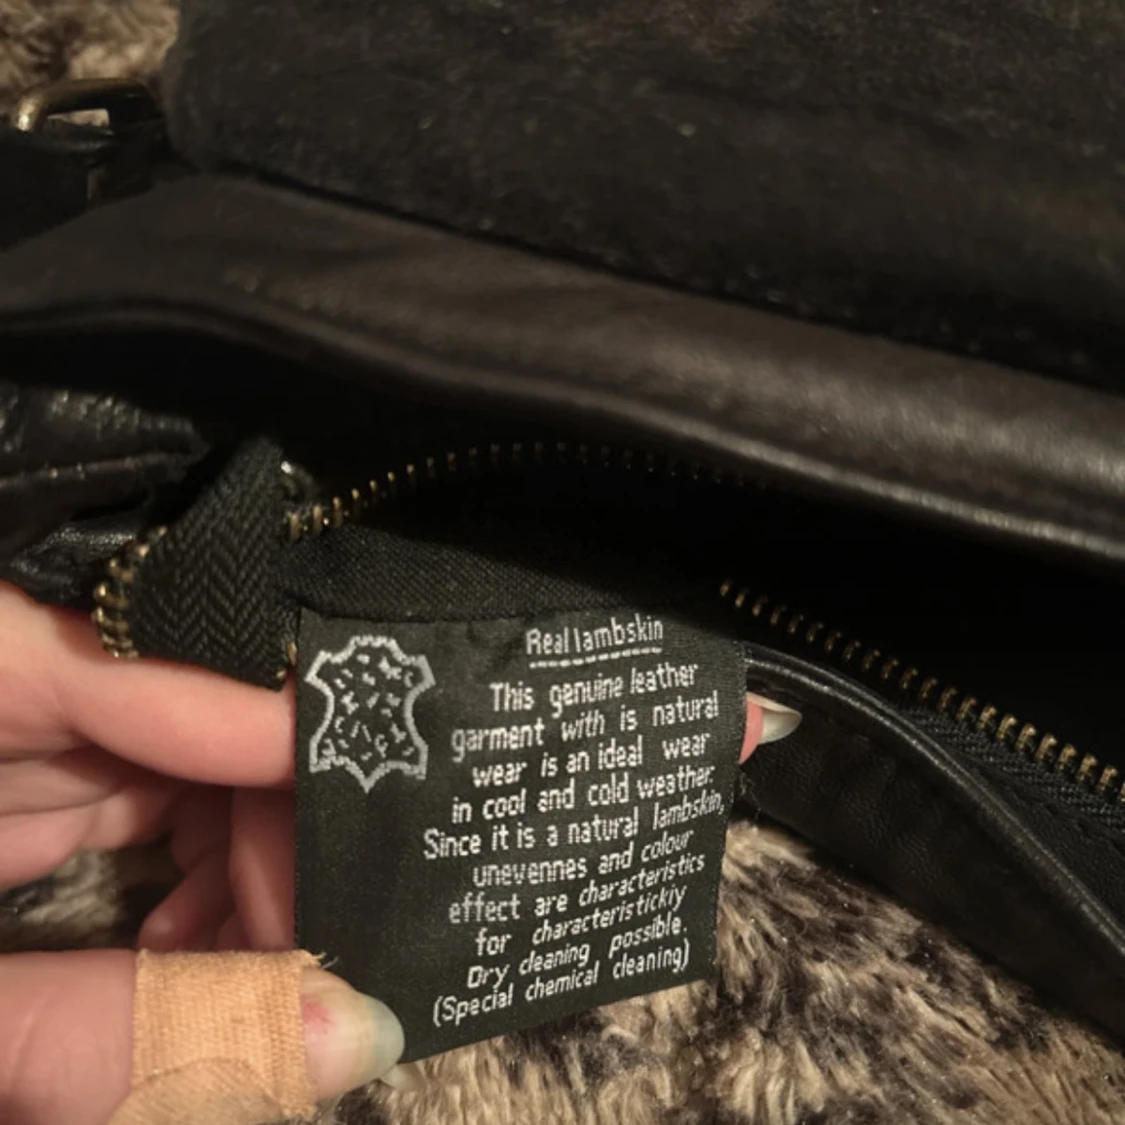 Real lambskin
This genuine leather
garment with is natural
wear is an ideal wear
in cool and cold weather.
Since it is a natural lambskin,
unevennes and colour
effect are characteristics
for characteristickiy
Dry cleaning possible.
(Special chemical cleaning)